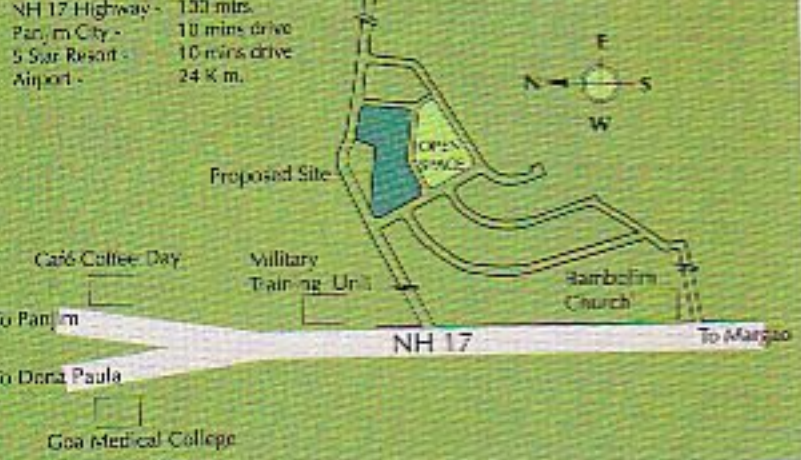 NH 17 Highway - 100 mtrs.
Panjim City - 10 mins drive
5 Star Resort - 10 mins drive
Airport - 24 K m.
E
N S
W
OPEN
SPACE
Proposed Site
Café Coffee Day
Military
Training Unit
Bambolim
Church
To Panjim
NH 17
To Margao
To Dona Paula
Goa Medical College